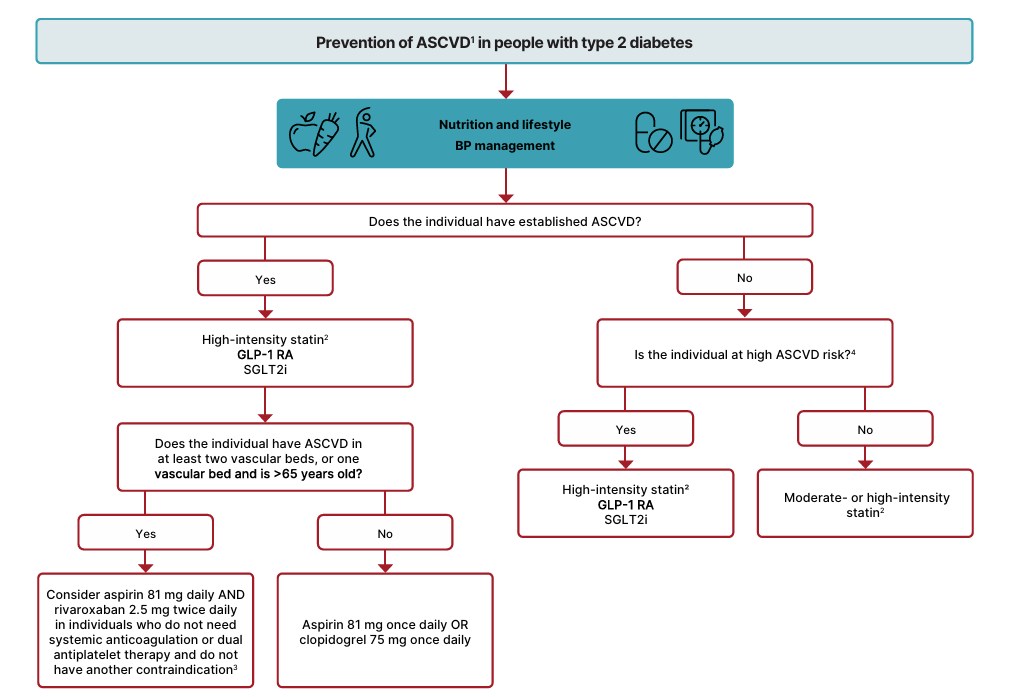 Prevention of ASCVD¹ in people with type 2 diabetes
Nutrition and lifestyle
BP management
Does the individual have established ASCVD?
Yes
No
High-intensity statin²
GLP-1 RA
SGLT2i
Is the individual at high ASCVD risk?⁴
Does the individual have ASCVD in
at least two vascular beds, or one
vascular bed and is >65 years old?
Yes
No
High-intensity statin²
GLP-1 RA
SGLT2i
Moderate- or high-intensity
statin²
Yes
No
Consider aspirin 81 mg daily AND
rivaroxaban 2.5 mg twice daily
in individuals who do not need
systemic anticoagulation or dual
antiplatelet therapy and do not
have another contraindication³
Aspirin 81 mg once daily OR
clopidogrel 75 mg once daily